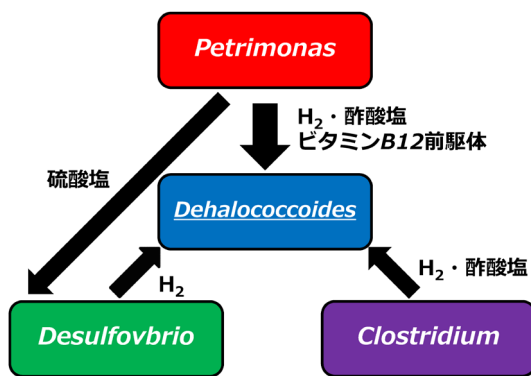 Petrimonas
H₂・酢酸塩
ビタミンB12前駆体
硫酸塩
Dehalococcoides
H₂・酢酸塩
H₂
Desulfovbrio
Clostridium